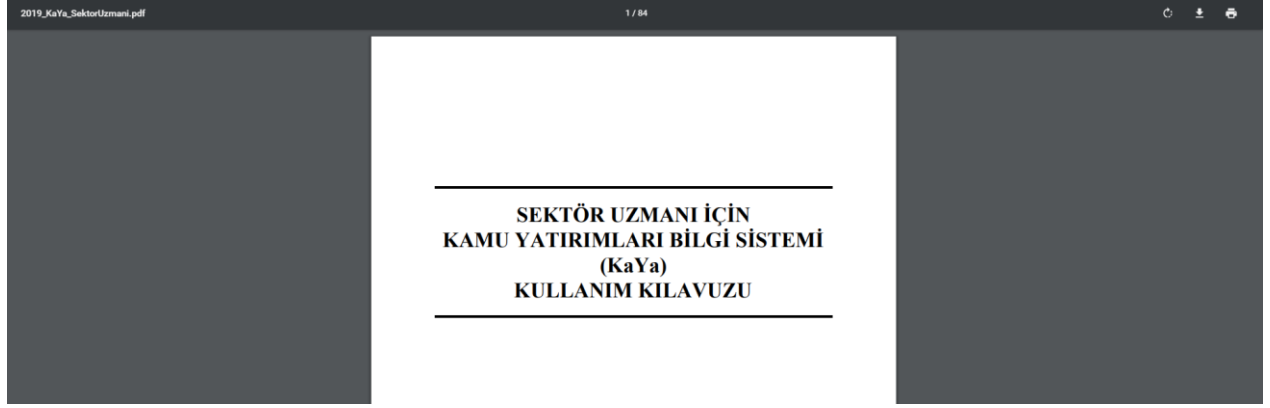 2019_KaYa_SektorUzmani.pdf
1 / 84
SEKTÖR UZMANI İÇİN
KAMU YATIRIMLARI BİLGİ SİSTEMİ
(KaYa)
KULLANIM KILAVUZU